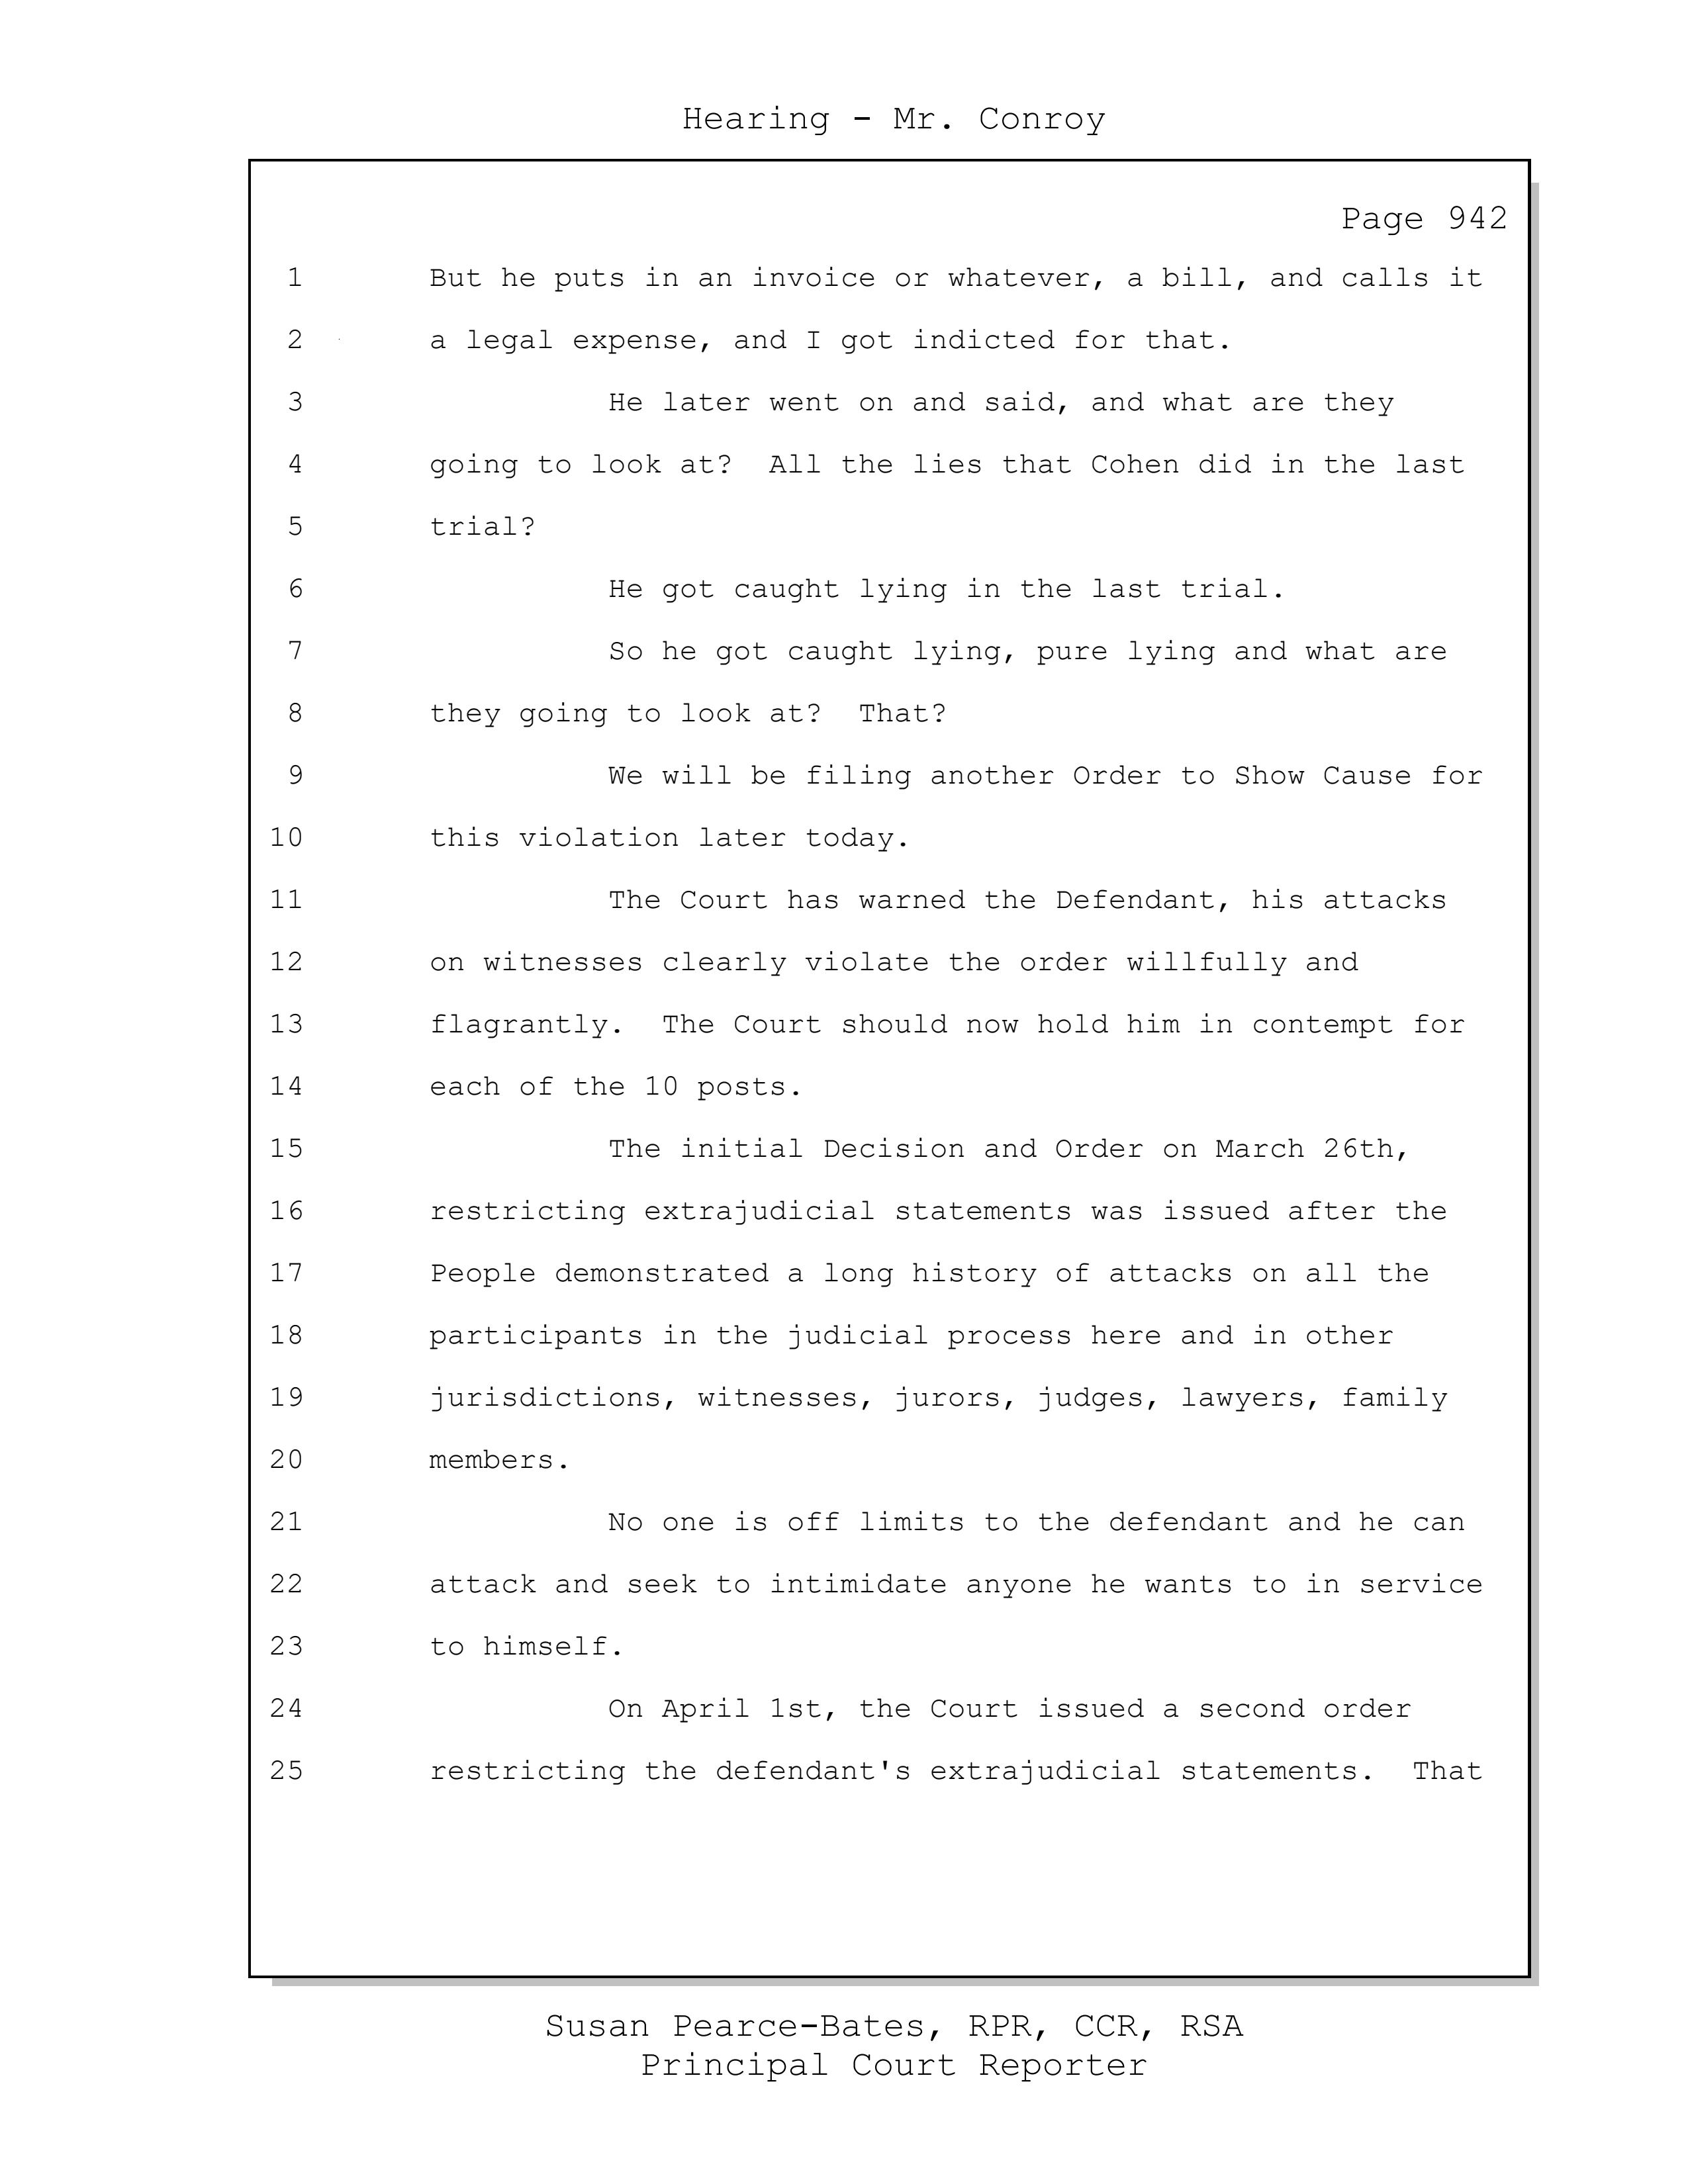 Hearing - Mr. Conroy
Page 942
1 But he puts in an invoice or whatever, a bill, and calls it
2 a legal expense, and I got indicted for that.
3 He later went on and said, and what are they
4 going to look at? All the lies that Cohen did in the last
5 trial?
6 He got caught lying in the last trial.
7 So he got caught lying, pure lying and what are
8 they going to look at? That?
9 We will be filing another Order to Show Cause for
10 this violation later today.
11 The Court has warned the Defendant, his attacks
12 on witnesses clearly violate the order willfully and
13 flagrantly. The Court should now hold him in contempt for
14 each of the 10 posts.
15 The initial Decision and Order on March 26th,
16 restricting extrajudicial statements was issued after the
17 People demonstrated a long history of attacks on all the
18 participants in the judicial process here and in other
19 jurisdictions, witnesses, jurors, judges, lawyers, family
20 members.
21 No one is off limits to the defendant and he can
22 attack and seek to intimidate anyone he wants to in service
23 to himself.
24 On April 1st, the Court issued a second order
25 restricting the defendant's extrajudicial statements. That
Susan Pearce-Bates, RPR, CCR, RSA
Principal Court Reporter